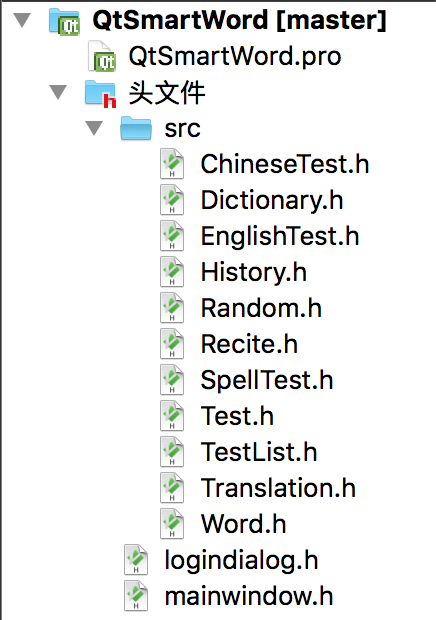 QtSmartWord [master]
QtSmartWord.pro
头文件
src
ChineseTest.h
Dictionary.h
EnglishTest.h
History.h
Random.h
Recite.h
SpellTest.h
Test.h
TestList.h
Translation.h
Word.h
logindialog.h
mainwindow.h